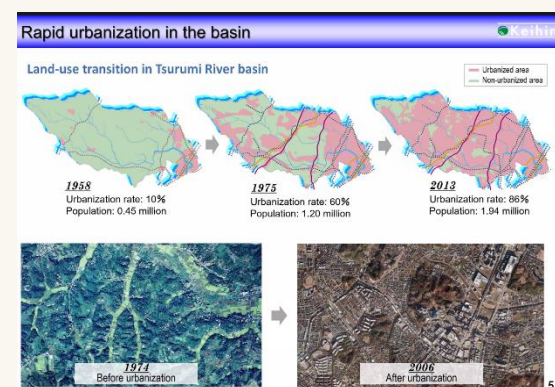 Rapid urbanization in the basin
Land-use transition in Tsurumi River basin
Urbanized area
Non-urbanized area
1958
Urbanization rate: 10%
Population: 0.45 million
1975
Urbanization rate: 60%
Population: 1.20 million
2013
Urbanization rate: 86%
Population: 1.94 million
1974
Before urbanization
2006
After urbanization
5